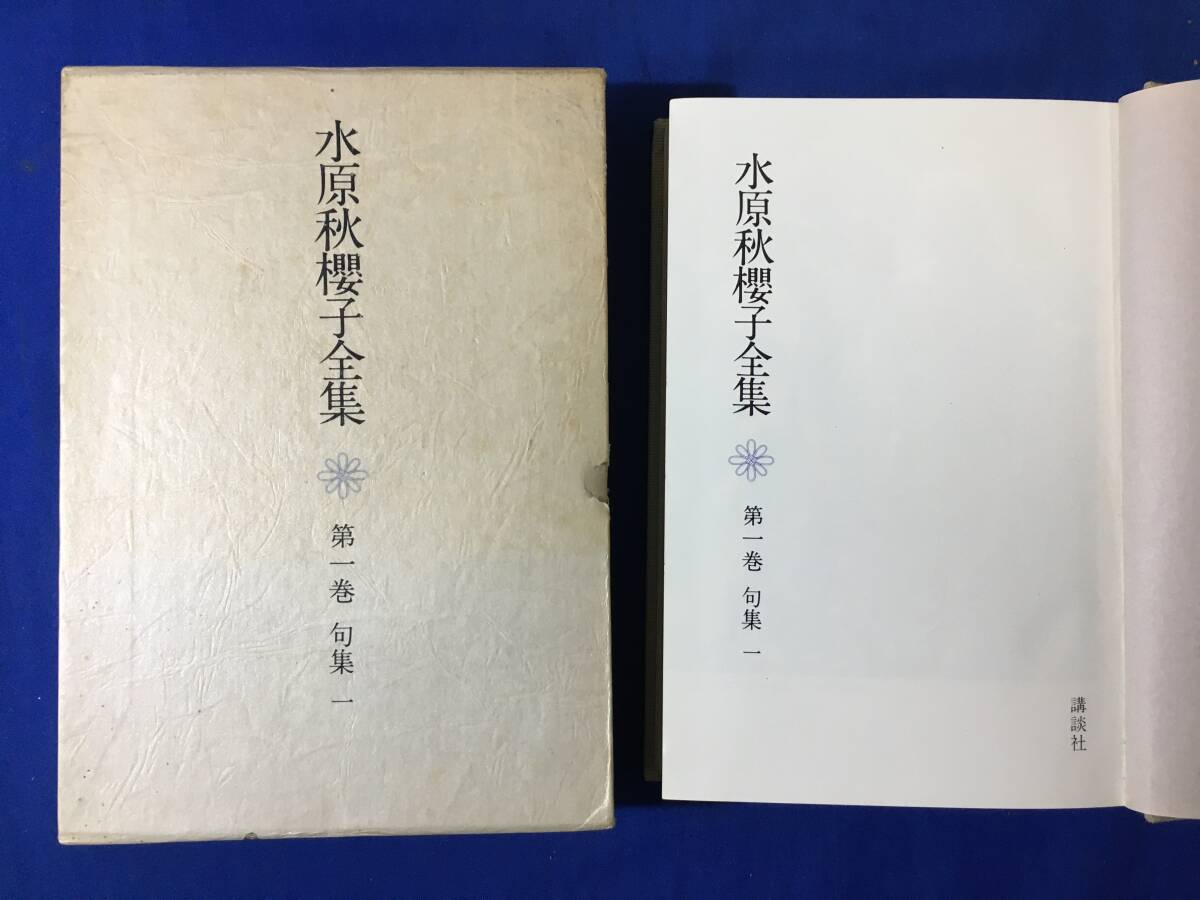 水原秋櫻子全集
第一巻 句集 一
水原秋櫻子全集
第一巻 句集 一
講談社